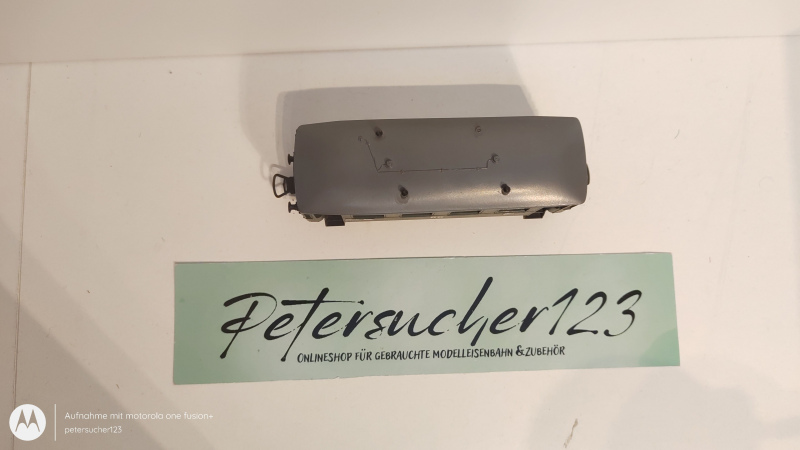 Petersucher123
ONLINESHOP FÜR GEBRAUCHTE MODELLEISENBAHN & ZUBEHÖR
Aufnahme mit motorola one fusion+
petersucher123